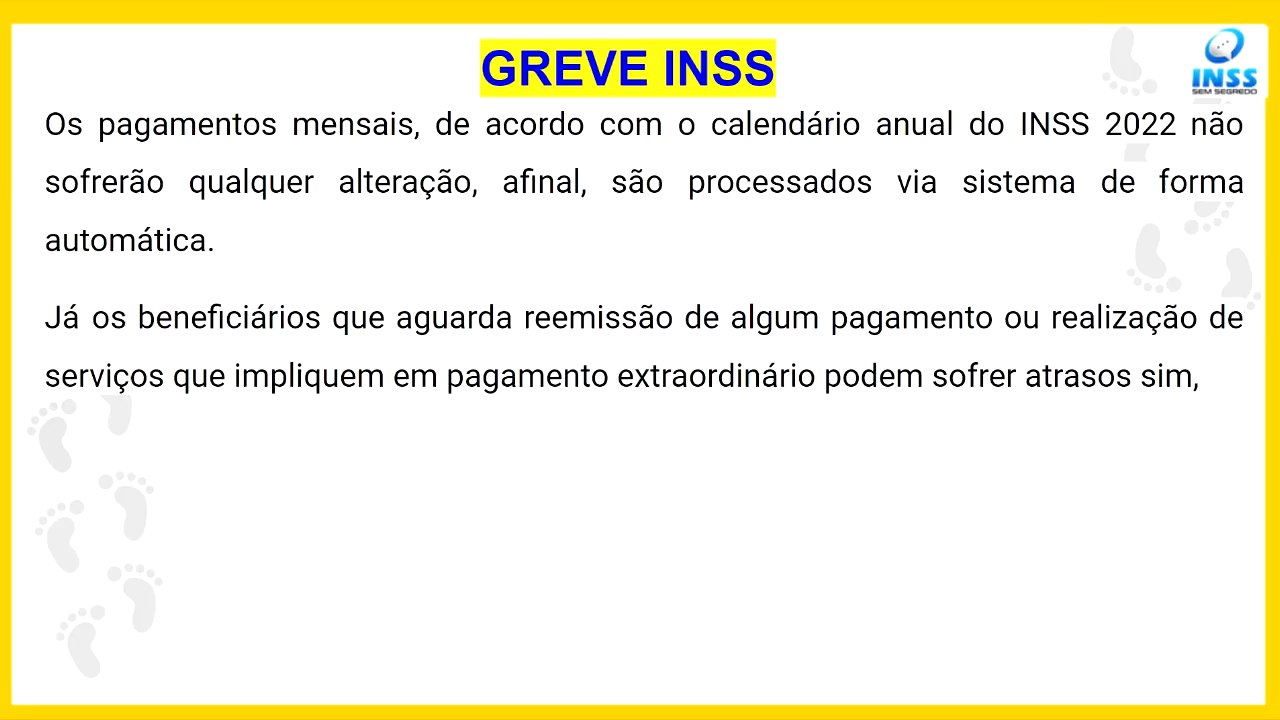 GREVE INSS
INSS
SEM SEGREDO
Os pagamentos mensais, de acordo com o calendário anual do INSS 2022 não
sofrerão qualquer alteração, afinal, são processados via sistema de forma
automática.
Já os beneficiários que aguarda reemissão de algum pagamento ou realização de
serviços que impliquem em pagamento extraordinário podem sofrer atrasos sim,